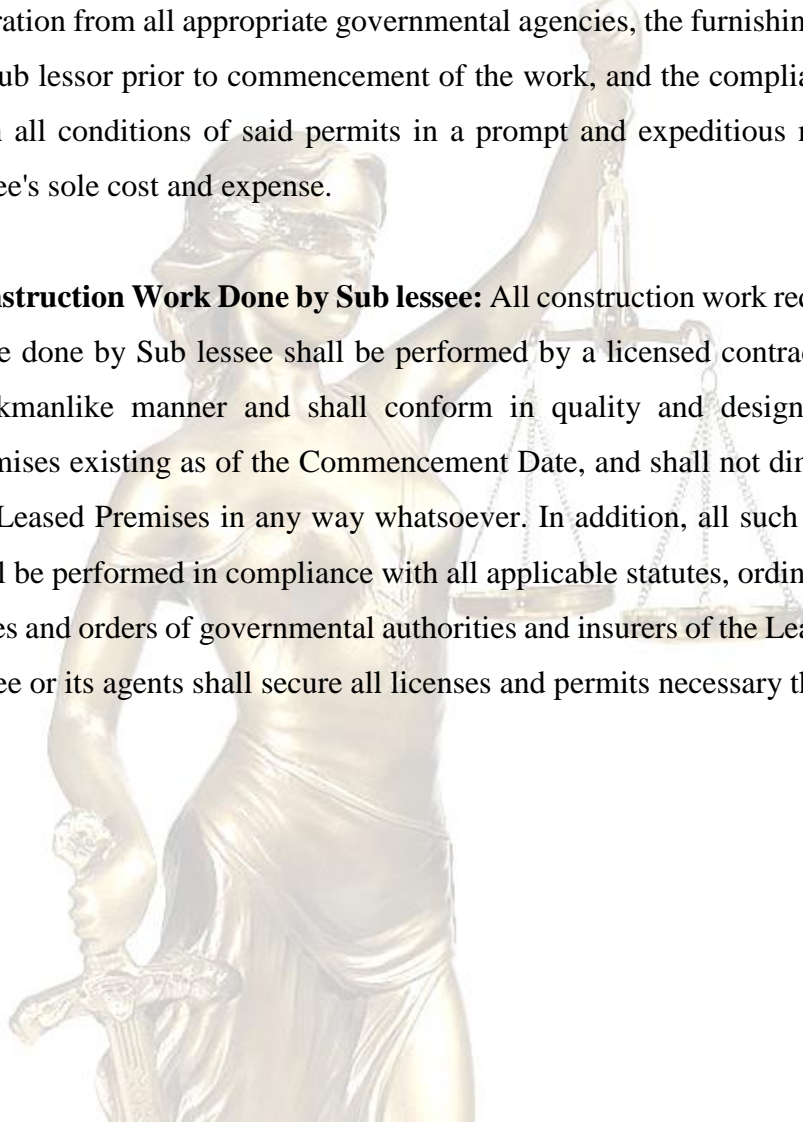 ration from all appropriate governmental agencies, the furnishin
ub lessor prior to commencement of the work, and the complia
all conditions of said permits in a prompt and expeditious
ee's sole cost and expense.
nstruction Work Done by Sub lessee: All construction work rec
e done by Sub lessee shall be performed by a licensed contrac
kmanlike manner and shall conform in quality and design
mises existing as of the Commencement Date, and shall not dim
Leased Premises in any way whatsoever. In addition, all such
l be performed in compliance with all applicable statutes, ordin
es and orders of governmental authorities and insurers of the Lea
ee or its agents shall secure all licenses and permits necessary th